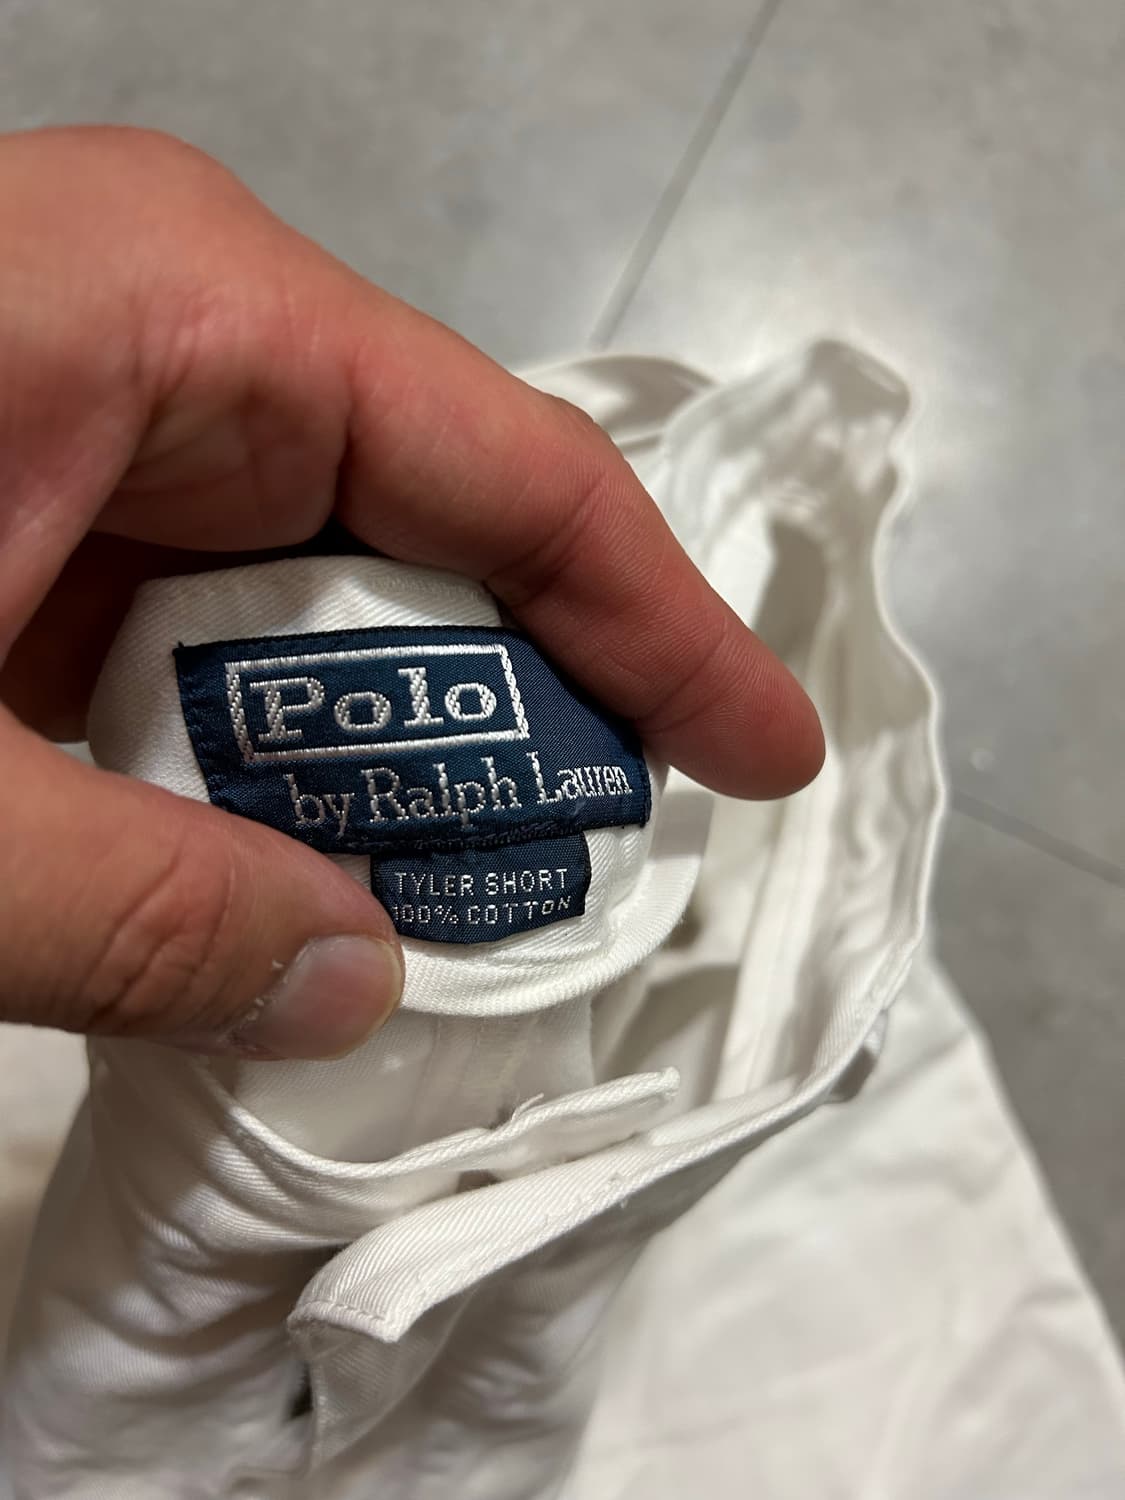 Polo
by Ralph Lauren
TYLER SHORT
100% COTTON